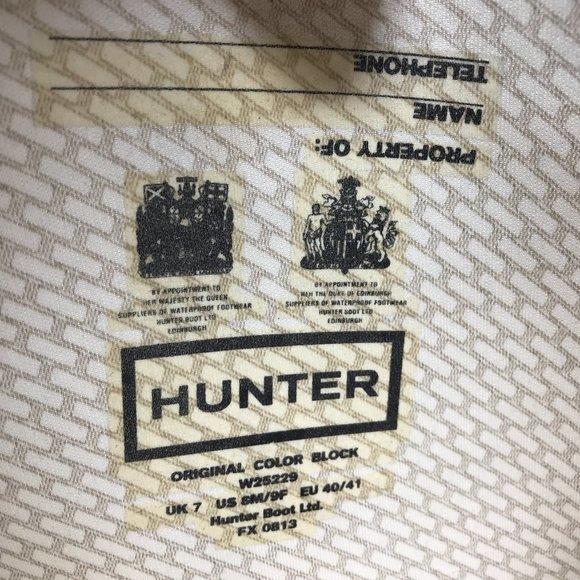 TELEPHONE
NAME
PROPERTY OF:
BY APPOINTMENT TO
HER MAJESTY THE QUEEN
SUPPLIERS OF WATERPROOF FOOTWEAR
HUNTER BOOT LTD
EDINBURGH
BY APPOINTMENT TO
HRH THE DUKE OF EDINBURGH
SUPPLIERS OF WATERPROOF FOOTWEAR
HUNTER BOOT LTD
EDINBURGH
HUNTER
ORIGINAL COLOR BLOCK
W25229
UK 7 US 8M/9F EU 40/41
Hunter Boot Ltd.
FX 0813